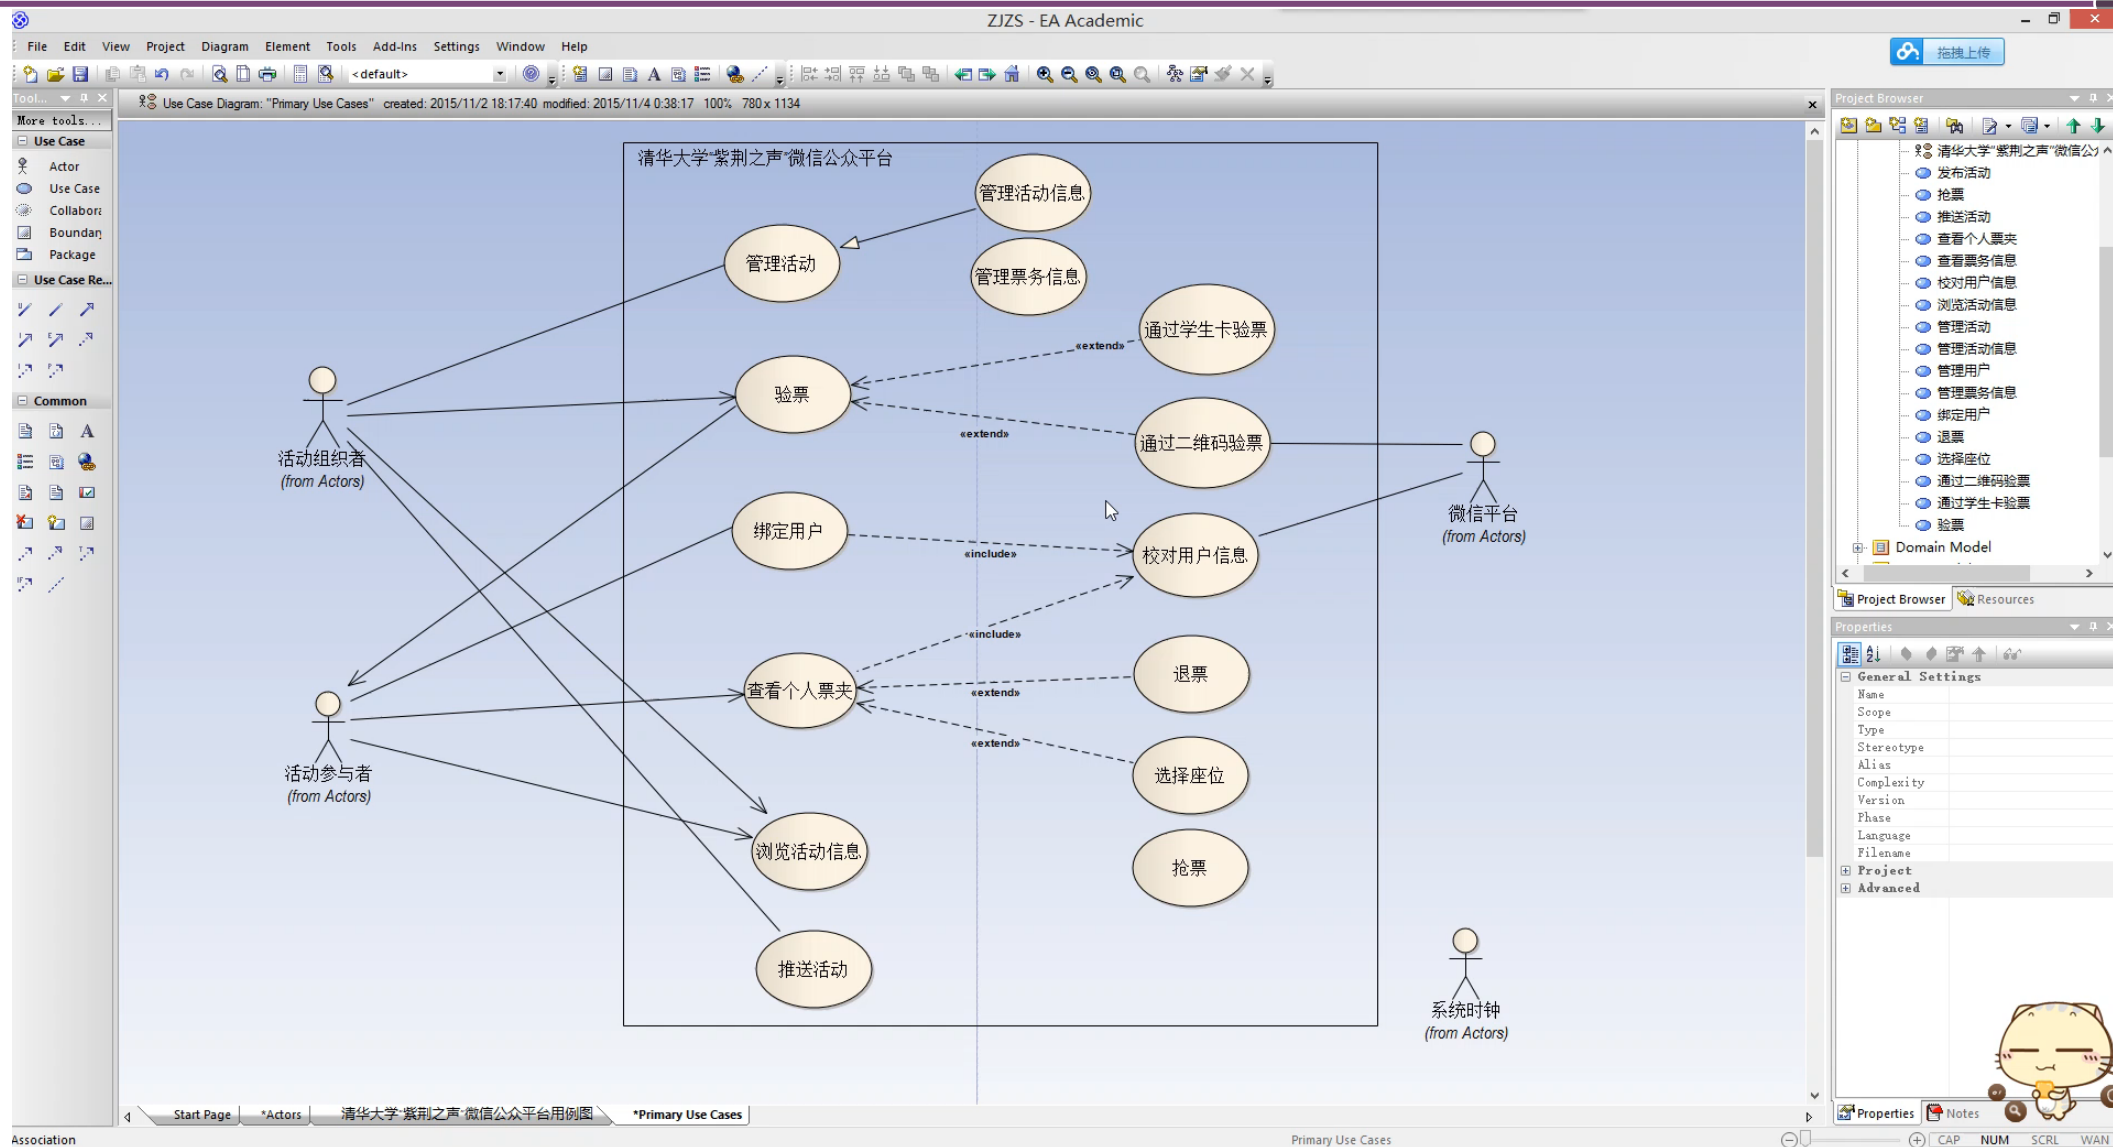 ZJZS - EA Academic
File Edit View Project Diagram Element Tools Add-Ins Settings Window Help
拖拽上传
<default>
Tool...
More tools...
Use Case
Actor
Use Case
Collabora
Boundary
Package
Use Case Re...
Common
Use Case Diagram: "Primary Use Cases" created: 2015/11/2 18:17:40 modified: 2015/11/4 0:38:17 100% 780 x 1134
清华大学“紫荆之声”微信公众平台
管理活动信息
管理活动
管理票务信息
通过学生卡验票
«extend»
验票
«extend»
通过二维码验票
活动组织者
(from Actors)
微信平台
(from Actors)
绑定用户
«include»
校对用户信息
«include»
查看个人票夹
退票
«extend»
«extend»
选择座位
活动参与者
(from Actors)
浏览活动信息
抢票
推送活动
系统时钟
(from Actors)
Start Page
*Actors
清华大学“紫荆之声”微信公众平台用例图
*Primary Use Cases
Project Browser
清华大学“紫荆之声”微信公
发布活动
抢票
推送活动
查看个人票夹
查看票务信息
校对用户信息
浏览活动信息
管理活动
管理活动信息
管理用户
管理票务信息
绑定用户
退票
选择座位
通过二维码验票
通过学生卡验票
验票
Domain Model
Project Browser Resources
Properties
General Settings
Name
Scope
Type
Stereotype
Alias
Complexity
Version
Phase
Language
Filename
Project
Advanced
Properties Notes
Association
Primary Use Cases
CAP NUM SCRL WAN